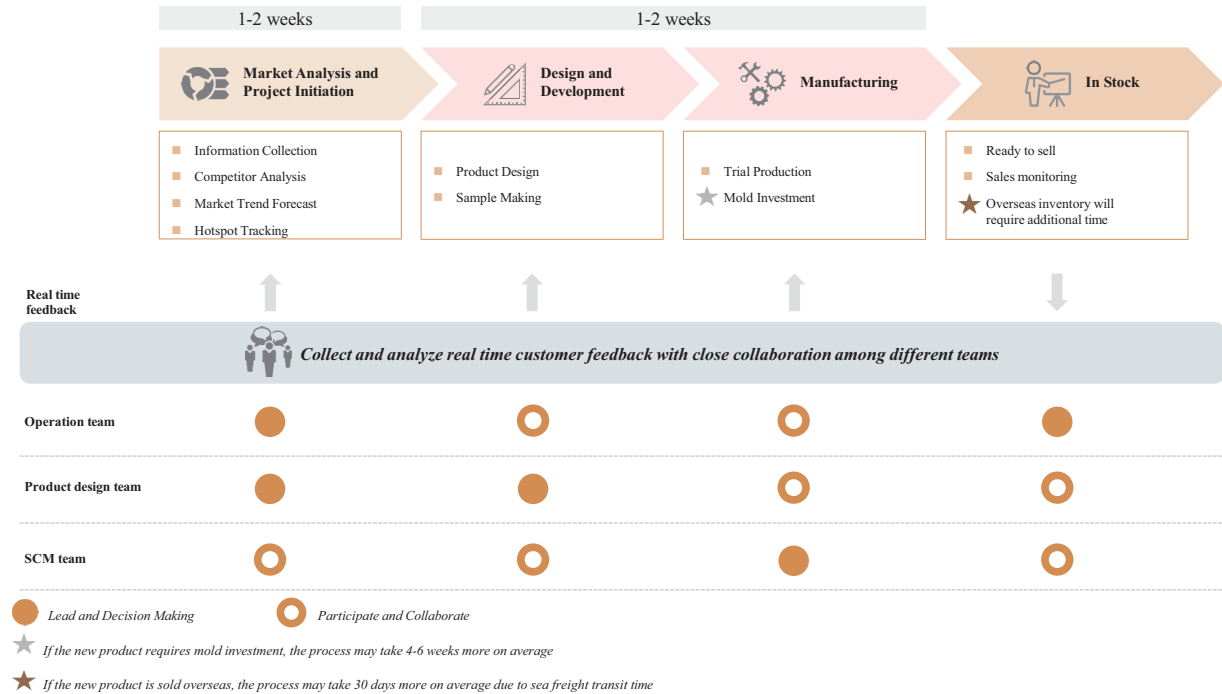 1-2 weeks
1-2 weeks
Market Analysis and
Project Initiation
Design and
Development
Manufacturing
In Stock
Information Collection
Competitor Analysis
Market Trend Forecast
Hotspot Tracking
Product Design
Sample Making
Trial Production
Mold Investment
Ready to sell
Sales monitoring
Overseas inventory will
require additional time
Real time
feedback
Collect and analyze real time customer feedback with close collaboration among different teams
Operation team
Product design team
SCM team
Lead and Decision Making
Participate and Collaborate
If the new product requires mold investment, the process may take 4-6 weeks more on average
If the new product is sold overseas, the process may take 30 days more on average due to sea freight transit time